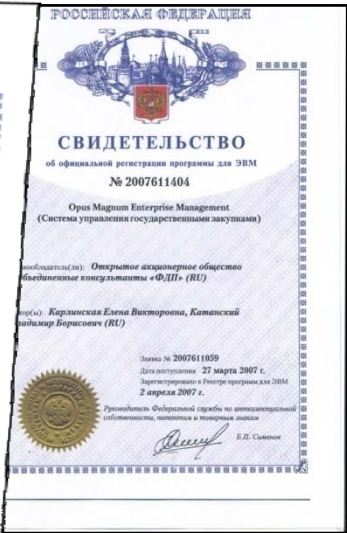 РОССИЙСКАЯ ФЕДЕРАЦИЯ
СВИДЕТЕЛЬСТВО
об официальной регистрации программы для ЭВМ
№ 2007611404
Opus Magnum Enterprise Management
(Система управления государственными закупками)
вообладатель(ли): Открытое акционерное общество
бъединенные консультанты «ФДП» (RU)
тор(ы): Карлинская Елена Викторовна, Катанский
ладимир Борисович (RU)
Заявка № 2007611059
Дата поступления 27 марта 2007 г.
Зарегистрировано в Реестре программ для ЭВМ
2 апреля 2007 г.
Руководитель Федеральной службы по интеллектуальной
собственности, патентам и товарным знакам
Б.П. Симонов